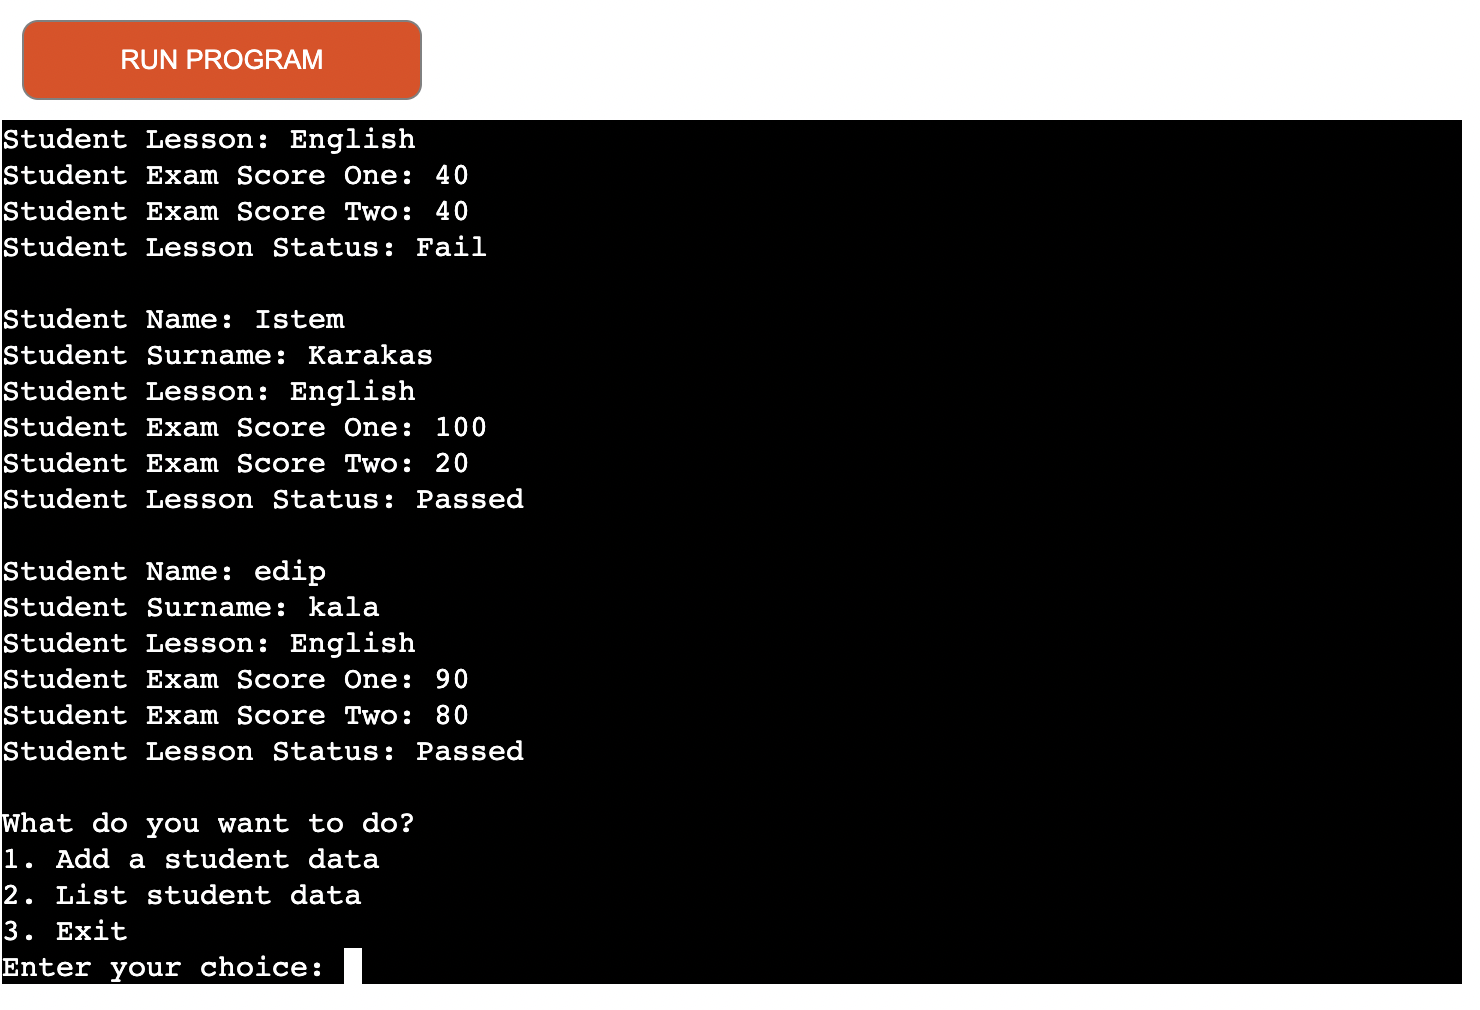 RUN PROGRAM
Student Lesson: English
Student Exam Score One: 40
Student Exam Score Two: 40
Student Lesson Status: Fail
Student Name: Istem
Student Surname: Karakas
Student Lesson: English
Student Exam Score One: 100
Student Exam Score Two: 20
Student Lesson Status: Passed
Student Name: edip
Student Surname: kala
Student Lesson: English
Student Exam Score One: 90
Student Exam Score Two: 80
Student Lesson Status: Passed
What do you want to do?
1. Add a student data
2. List student data
3. Exit
Enter your choice: